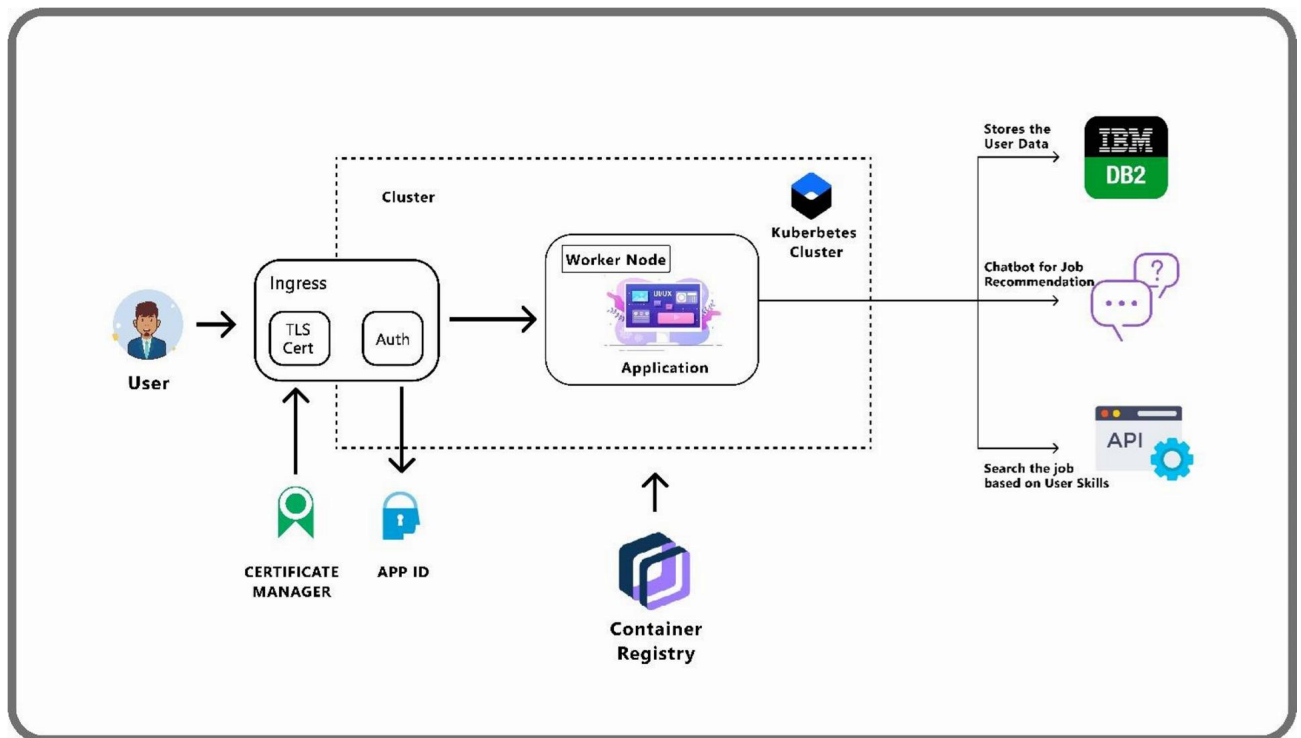 Stores the
User Data
IBM
DB2
Cluster
Kuberbetes
Cluster
Worker Node
UI/UX
Application
Ingress
TLS
Cert
Auth
User
Chatbot for Job
Recommendation
?
API
Search the job
based on User Skills
CERTIFICATE
MANAGER
APP ID
Container
Registry